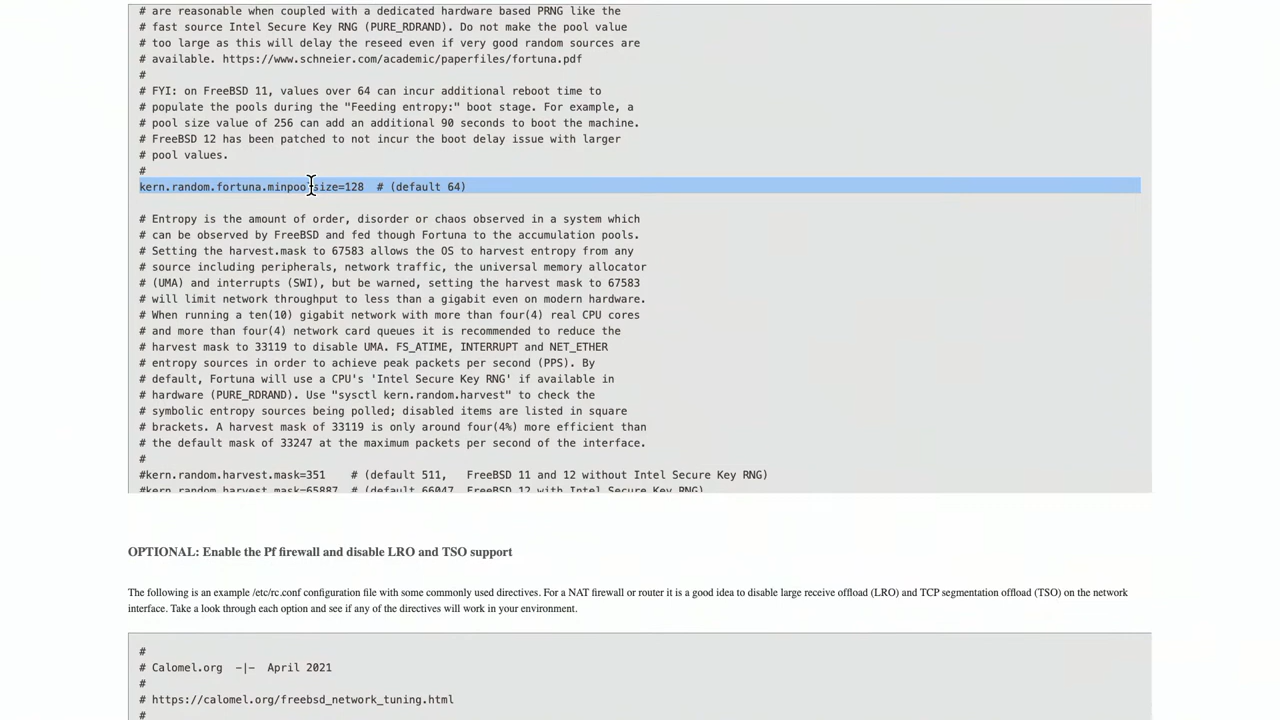 # are reasonable when coupled with a dedicated hardware based PRNG like the
# fast source Intel Secure Key RNG (PURE_RDRAND). Do not make the pool value
# too large as this will delay the reseed even if very good random sources are
# available. https://www.schneier.com/academic/paperfiles/fortuna.pdf
#
# FYI: on FreeBSD 11, values over 64 can incur additional reboot time to
# populate the pools during the "Feeding entropy:" boot stage. For example, a
# pool size value of 256 can add an additional 90 seconds to boot the machine.
# FreeBSD 12 has been patched to not incur the boot delay issue with larger
# pool values.
#
kern.random.fortuna.minpoolsize=128  # (default 64)
# Entropy is the amount of order, disorder or chaos observed in a system which
# can be observed by FreeBSD and fed though Fortuna to the accumulation pools.
# Setting the harvest.mask to 67583 allows the OS to harvest entropy from any
# source including peripherals, network traffic, the universal memory allocator
# (UMA) and interrupts (SWI), but be warned, setting the harvest mask to 67583
# will limit network throughput to less than a gigabit even on modern hardware.
# When running a ten(10) gigabit network with more than four(4) real CPU cores
# and more than four(4) network card queues it is recommended to reduce the
# harvest mask to 33119 to disable UMA. FS_ATIME, INTERRUPT and NET_ETHER
# entropy sources in order to achieve peak packets per second (PPS). By
# default, Fortuna will use a CPU's 'Intel Secure Key RNG' if available in
# hardware (PURE_RDRAND). Use "sysctl kern.random.harvest" to check the
# symbolic entropy sources being polled; disabled items are listed in square
# brackets. A harvest mask of 33119 is only around four(4%) more efficient than
# the default mask of 33247 at the maximum packets per second of the interface.
#
#kern.random.harvest.mask=351    # (default 511,   FreeBSD 11 and 12 without Intel Secure Key RNG)
#kern.random.harvest.mask=65887  # (default 66047, FreeBSD 12 with Intel Secure Key RNG)
OPTIONAL: Enable the Pf firewall and disable LRO and TSO support
The following is an example /etc/rc.conf configuration file with some commonly used directives. For a NAT firewall or router it is a good idea to disable large receive offload (LRO) and TCP segmentation offload (TSO) on the network
interface. Take a look through each option and see if any of the directives will work in your environment.
#
# Calomel.org  -|-  April 2021
#
# https://calomel.org/freebsd_network_tuning.html
#